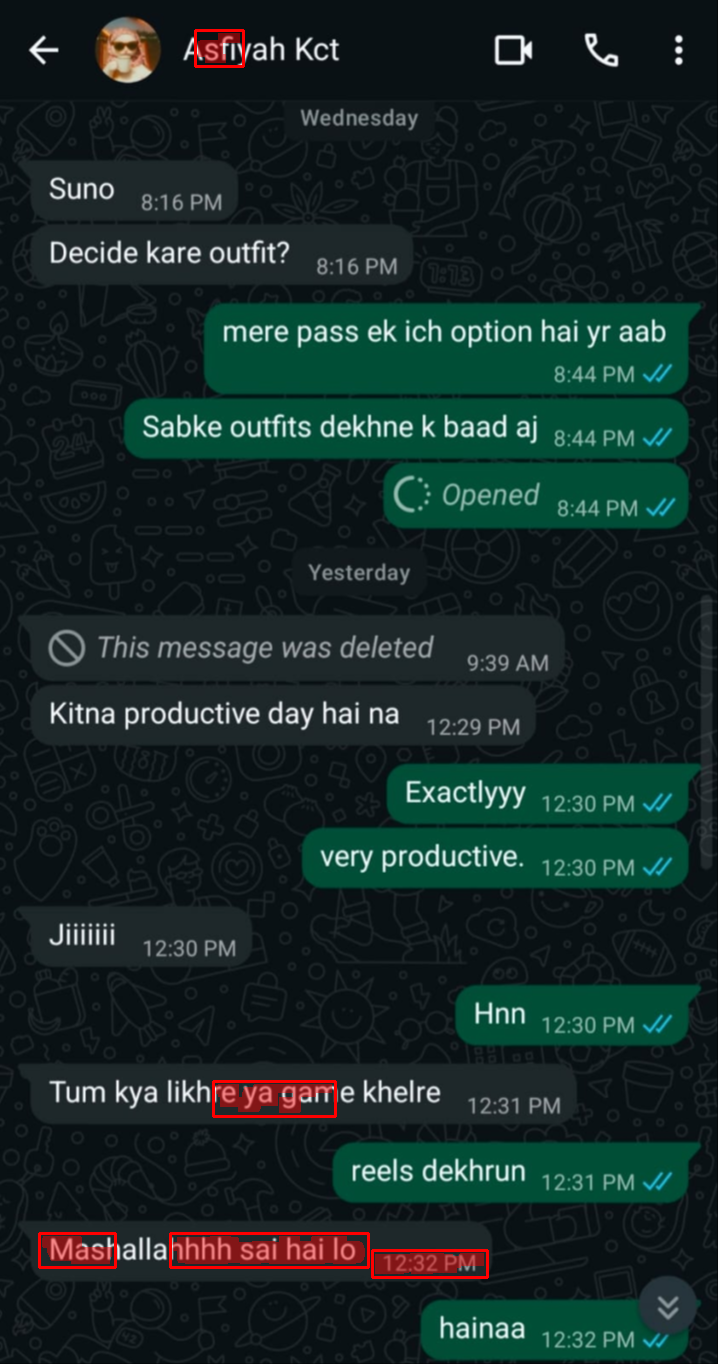 Asfiyah Kct
Wednesday
Suno 8:16 PM
Decide kare outfit? 8:16 PM
mere pass ek ich option hai yr aab
8:44 PM
Sabke outfits dekhne k baad aj 8:44 PM
Opened 8:44 PM
Yesterday
This message was deleted 9:39 AM
Kitna productive day hai na 12:29 PM
Exactlyyy 12:30 PM
very productive. 12:30 PM
Jiiiiiii 12:30 PM
Hnn 12:30 PM
Tum kya likhre ya game khelre 12:31 PM
reels dekhrun 12:31 PM
Mashallahhhh sai hai lo 12:32 PM
hainaa 12:32 PM